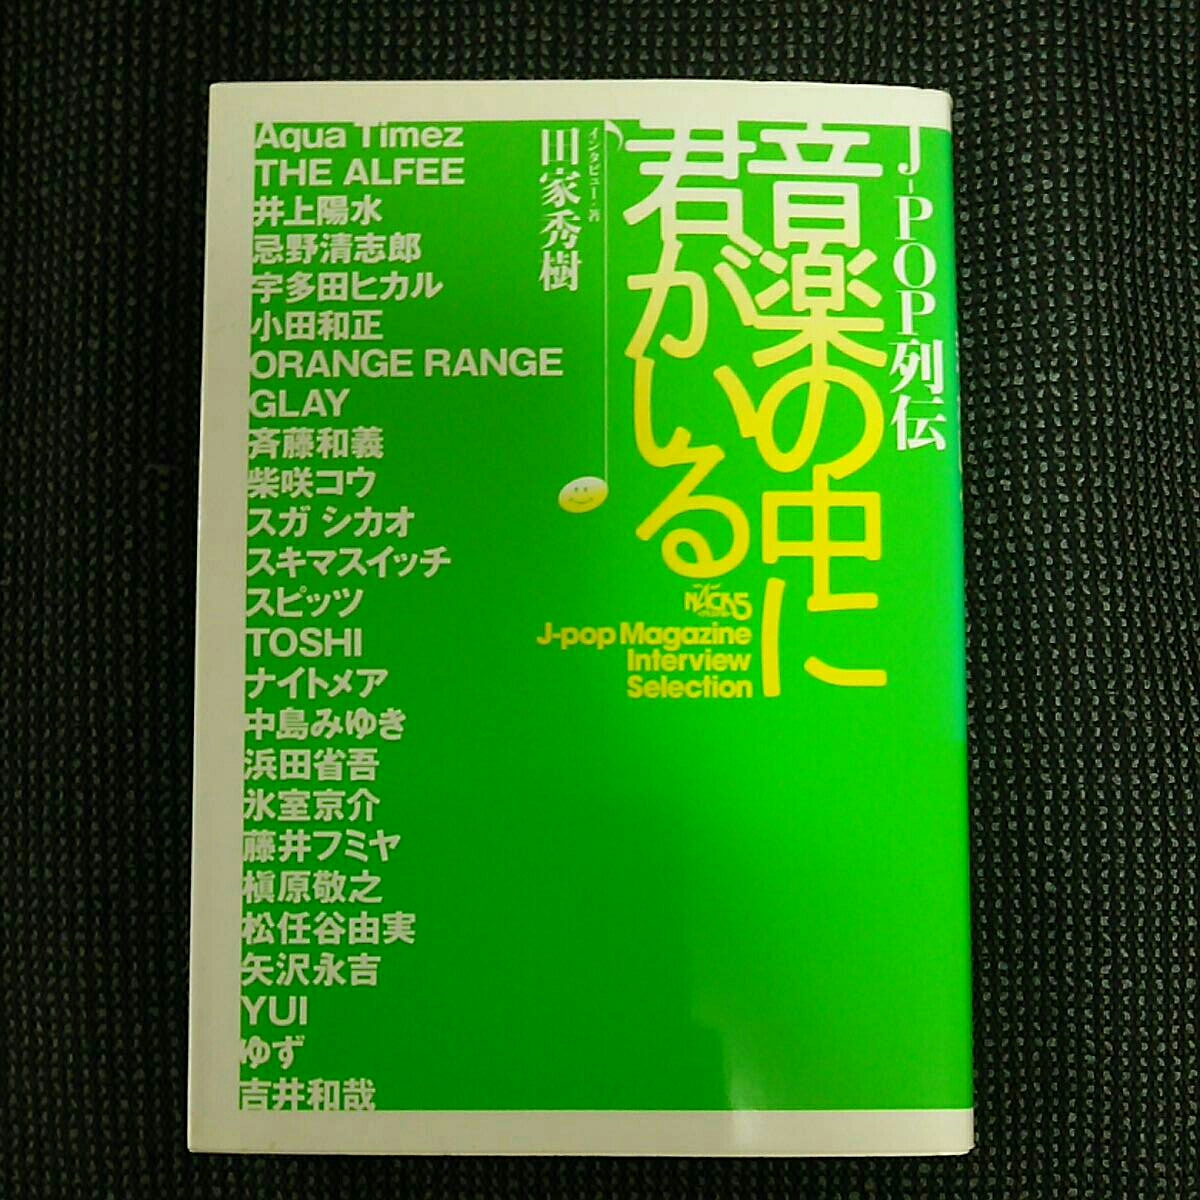 J-POP列伝
音楽の中に
君がいる
インタビュー・著
田家秀樹
NACK5
J-pop Magazine
Interview
Selection
Aqua Timez
THE ALFEE
井上陽水
忌野清志郎
宇多田ヒカル
小田和正
ORANGE RANGE
GLAY
斉藤和義
柴咲コウ
スガ シカオ
スキマスイッチ
スピッツ
TOSHI
ナイトメア
中島みゆき
浜田省吾
氷室京介
藤井フミヤ
槇原敬之
松任谷由実
矢沢永吉
YUI
ゆず
吉井和哉